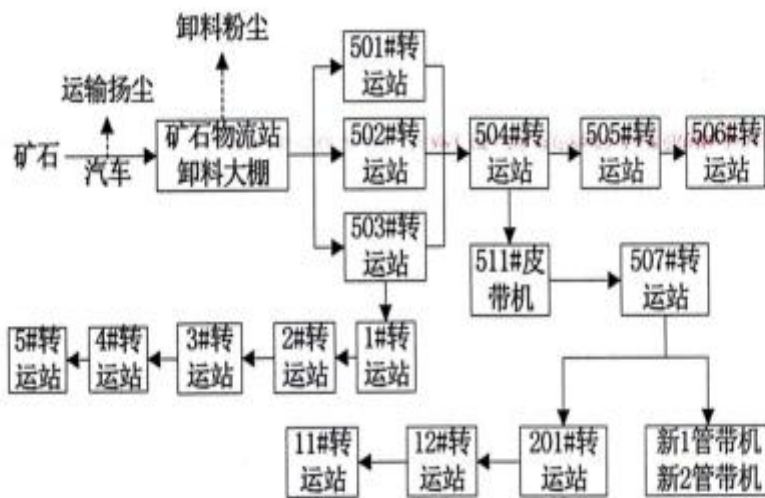 卸料粉尘
运输扬尘
矿石
汽车
矿石物流站
卸料大棚
501#转
运站
502#转
运站
503#转
运站
504#转
运站
505#转
运站
506#转
运站
511#皮
带机
507#转
运站
1#转
运站
2#转
运站
3#转
运站
4#转
运站
5#转
运站
201#转
运站
12#转
运站
11#转
运站
新1管带机
新2管带机